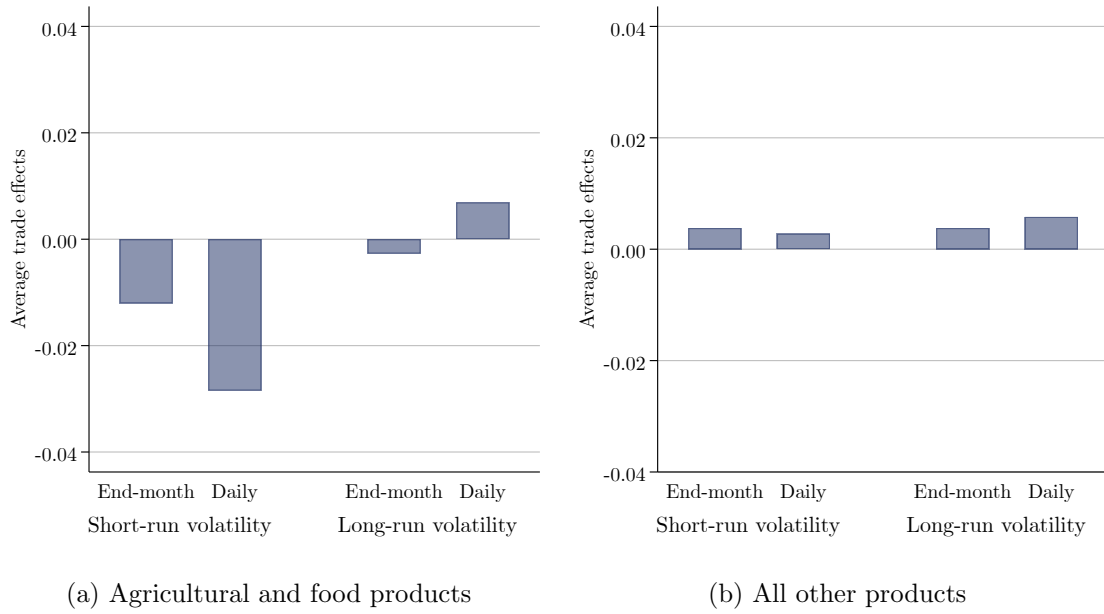 0.04
0.02
0.00
-0.02
-0.04
Average trade effects
End-month Daily End-month Daily
Short-run volatility Long-run volatility
(a) Agricultural and food products
0.04
0.02
0.00
-0.02
-0.04
Average trade effects
End-month Daily End-month Daily
Short-run volatility Long-run volatility
(b) All other products